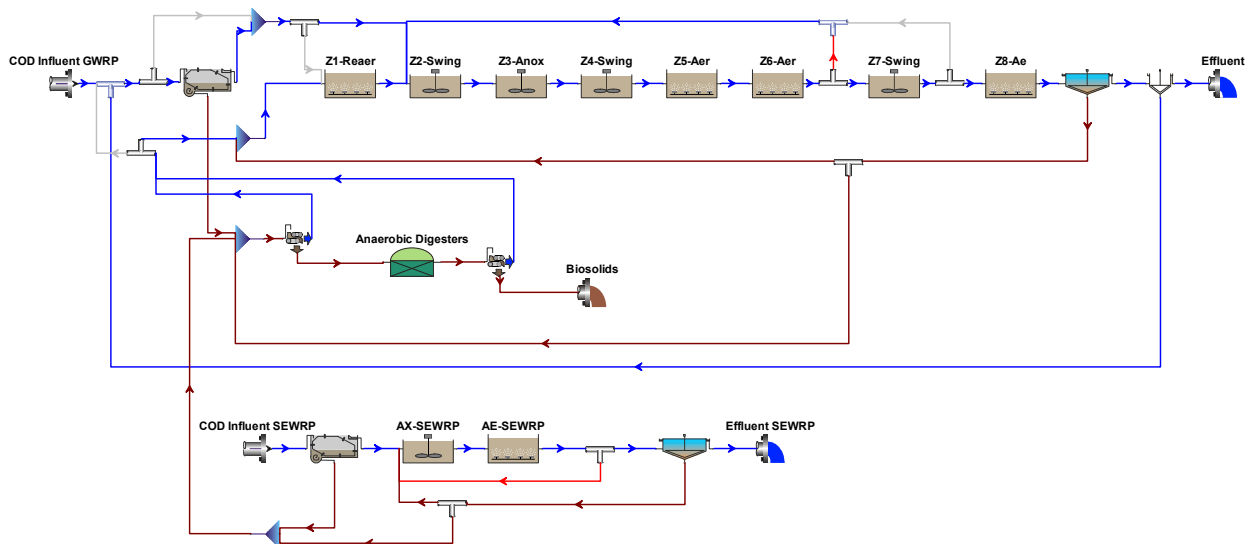 COD Influent GWRP
Z1-Reaer
Z2-Swing
Z3-Anox
Z4-Swing
Z5-Aer
Z6-Aer
Z7-Swing
Z8-Ae
Effluent
Anaerobic Digesters
Biosolids
COD Influent SEWRP
AX-SEWRP
AE-SEWRP
Effluent SEWRP